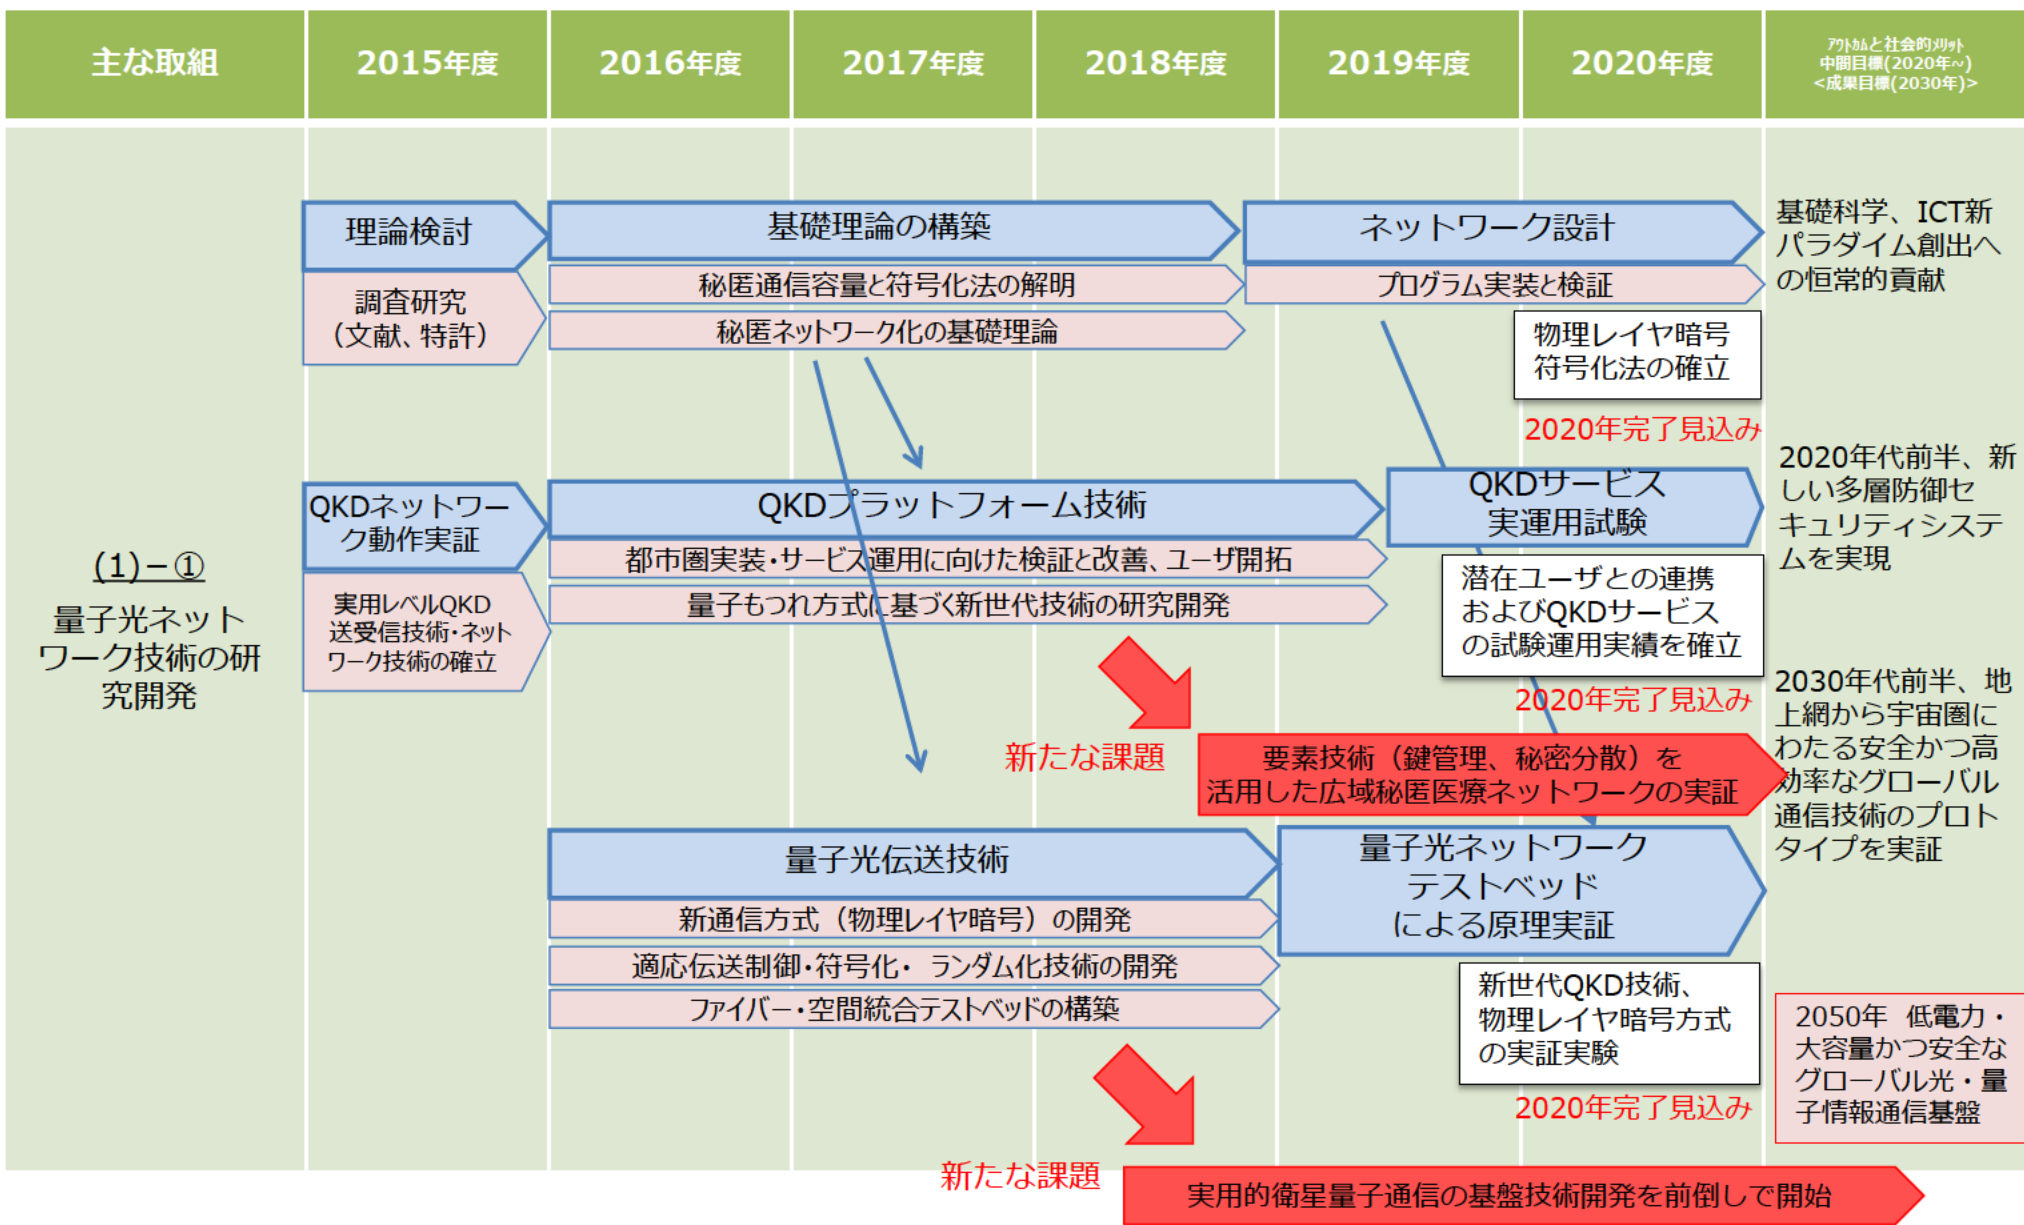 主な取組
2015年度
2016年度
2017年度
2018年度
2019年度
2020年度
ｱｳﾄｶﾑと社会的ﾒﾘｯﾄ
中間目標(2020年~)
<成果目標(2030年)>
(1)－①
量子光ネット
ワーク技術の研
究開発
理論検討
調査研究
（文献、特許）
基礎理論の構築
秘匿通信容量と符号化法の解明
秘匿ネットワーク化の基礎理論
ネットワーク設計
プログラム実装と検証
物理レイヤ暗号
符号化法の確立
2020年完了見込み
基礎科学、ICT新
パラダイム創出へ
の恒常的貢献
QKDネットワー
ク動作実証
実用レベルQKD
送受信技術・ネット
ワーク技術の確立
QKDプラットフォーム技術
都市圏実装・サービス運用に向けた検証と改善、ユーザ開拓
量子もつれ方式に基づく新世代技術の研究開発
QKDサービス
実運用試験
潜在ユーザとの連携
およびQKDサービス
の試験運用実績を確立
2020年完了見込み
2020年代前半、新
しい多層防御セ
キュリティシステ
ムを実現
新たな課題
要素技術（鍵管理、秘密分散）を
活用した広域秘匿医療ネットワークの実証
2030年代前半、地
上網から宇宙圏に
わたる安全かつ高
効率なグローバル
通信技術のプロト
タイプを実証
量子光伝送技術
新通信方式（物理レイヤ暗号）の開発
適応伝送制御・符号化・ ランダム化技術の開発
ファイバー・空間統合テストベッドの構築
量子光ネットワーク
テストベッド
による原理実証
新世代QKD技術、
物理レイヤ暗号方式
の実証実験
2020年完了見込み
2050年 低電力・
大容量かつ安全な
グローバル光・量
子情報通信基盤
新たな課題
実用的衛星量子通信の基盤技術開発を前倒しで開始